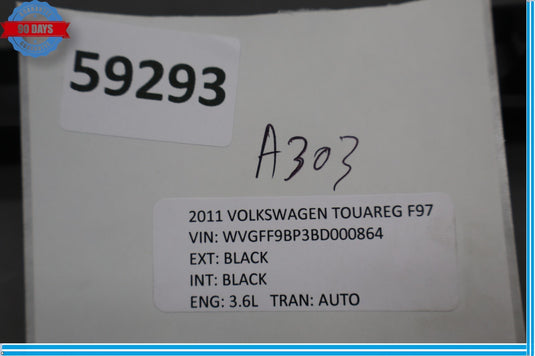 90 DAYS
59293
A303
2011 VOLKSWAGEN TOUAREG F97
VIN: WVGFF9BP3BD000864
EXT: BLACK
INT: BLACK
ENG: 3.6L TRAN: AUTO